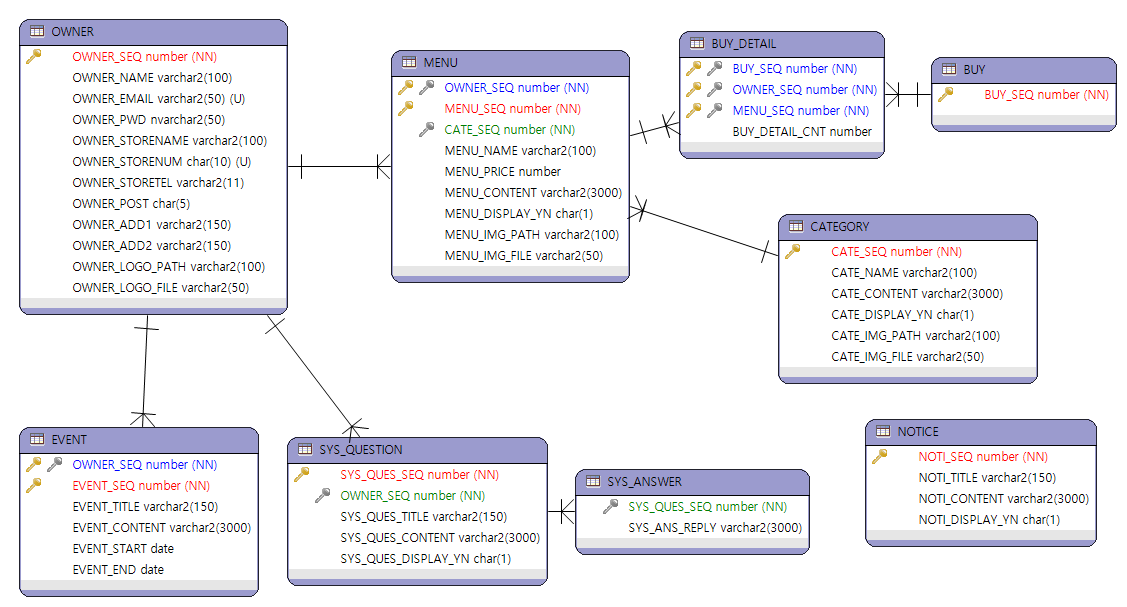 OWNER
OWNER_SEQ number (NN)
OWNER_NAME varchar2(100)
OWNER_EMAIL varchar2(50) (U)
OWNER_PWD nvarchar2(50)
OWNER_STORENAME varchar2(100)
OWNER_STORENUM char(10) (U)
OWNER_STORETEL varchar2(11)
OWNER_POST char(5)
OWNER_ADD1 varchar2(150)
OWNER_ADD2 varchar2(150)
OWNER_LOGO_PATH varchar2(100)
OWNER_LOGO_FILE varchar2(50)
MENU
OWNER_SEQ number (NN)
MENU_SEQ number (NN)
CATE_SEQ number (NN)
MENU_NAME varchar2(100)
MENU_PRICE number
MENU_CONTENT varchar2(3000)
MENU_DISPLAY_YN char(1)
MENU_IMG_PATH varchar2(100)
MENU_IMG_FILE varchar2(50)
BUY_DETAIL
BUY_SEQ number (NN)
OWNER_SEQ number (NN)
MENU_SEQ number (NN)
BUY_DETAIL_CNT number
BUY
BUY_SEQ number (NN)
CATEGORY
CATE_SEQ number (NN)
CATE_NAME varchar2(100)
CATE_CONTENT varchar2(3000)
CATE_DISPLAY_YN char(1)
CATE_IMG_PATH varchar2(100)
CATE_IMG_FILE varchar2(50)
EVENT
OWNER_SEQ number (NN)
EVENT_SEQ number (NN)
EVENT_TITLE varchar2(150)
EVENT_CONTENT varchar2(3000)
EVENT_START date
EVENT_END date
SYS_QUESTION
SYS_QUES_SEQ number (NN)
OWNER_SEQ number (NN)
SYS_QUES_TITLE varchar2(150)
SYS_QUES_CONTENT varchar2(3000)
SYS_QUES_DISPLAY_YN char(1)
SYS_ANSWER
SYS_QUES_SEQ number (NN)
SYS_ANS_REPLY varchar2(3000)
NOTICE
NOTI_SEQ number (NN)
NOTI_TITLE varchar2(150)
NOTI_CONTENT varchar2(3000)
NOTI_DISPLAY_YN char(1)